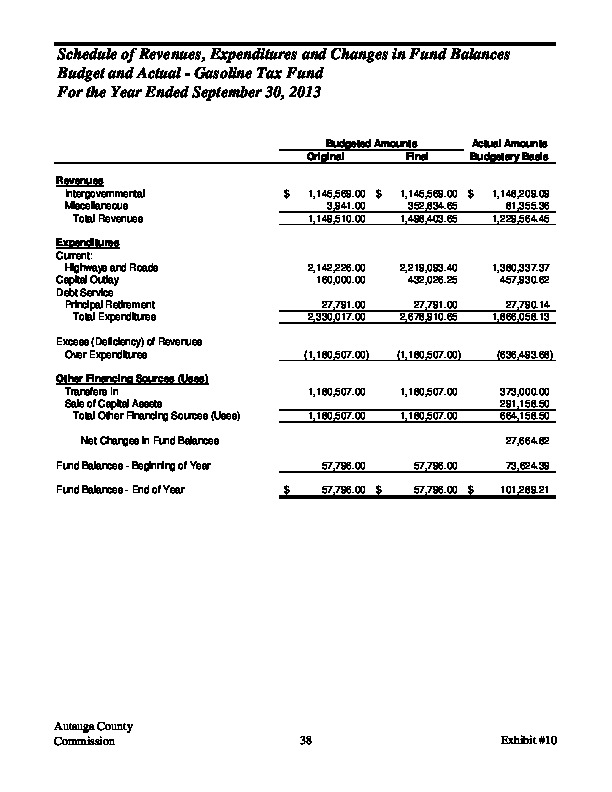 Schedule of Revenues, Expenditures and Changes in Fund Balances
Budget and Actual - Gasoline Tax Fund
For the Year Ended September 30, 2013
Budgeted Amounts Actual Amounts
Original Final Budgetary Basis
Revenues
Intergovernmental $ 1,145,569.00 $ 1,145,569.00 $ 1,148,209.09
Miscellaneous 3,941.00 352,834.65 81,355.36
Total Revenues 1,149,510.00 1,498,403.65 1,229,564.45
Expenditures
Current:
Highways and Roads 2,142,226.00 2,219,093.40 1,380,337.37
Capital Outlay 160,000.00 432,026.25 457,930.62
Debt Service
Principal Retirement 27,791.00 27,791.00 27,790.14
Total Expenditures 2,330,017.00 2,678,910.65 1,866,058.13
Excess (Deficiency) of Revenues
Over Expenditures (1,180,507.00) (1,180,507.00) (636,493.68)
Other Financing Sources (Uses)
Transfers In 1,180,507.00 1,180,507.00 373,000.00
Sale of Capital Assets 291,158.50
Total Other Financing Sources (Uses) 1,180,507.00 1,180,507.00 664,158.50
Net Changes in Fund Balances 27,664.82
Fund Balances - Beginning of Year 57,796.00 57,796.00 73,624.39
Fund Balances - End of Year $ 57,796.00 $ 57,796.00 $ 101,289.21
Autauga County
Commission 38 Exhibit #10